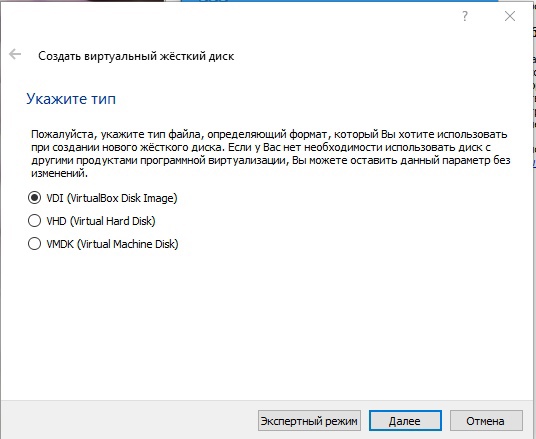 ?
Создать виртуальный жёсткий диск
Укажите тип
Пожалуйста, укажите тип файла, определяющий формат, который Вы хотите использовать
при создании нового жёсткого диска. Если у Вас нет необходимости использовать диск с
другими продуктами программной виртуализации, Вы можете оставить данный параметр без
изменений.
VDI (VirtualBox Disk Image)
VHD (Virtual Hard Disk)
VMDK (Virtual Machine Disk)
Экспертный режим Далее Отмена